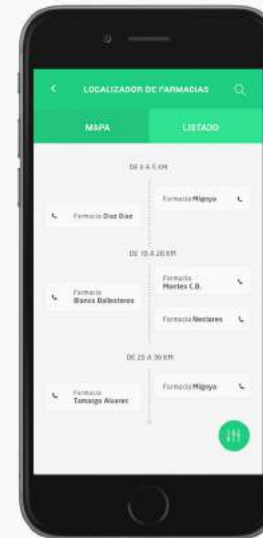 LOCALIZADOR DE FARMACIAS
MAPA
LISTADO
DE 0 A 5 KM
Farmacia Migoya
Farmacia Diaz Diaz
DE 10 A 20 KM
Farmacia
Montes C.B.
Farmacia
Blanco Ballesteros
Farmacia Nestares
DE 20 A 30 KM
Farmacia Migoya
Farmacia
Tamargo Alvarez